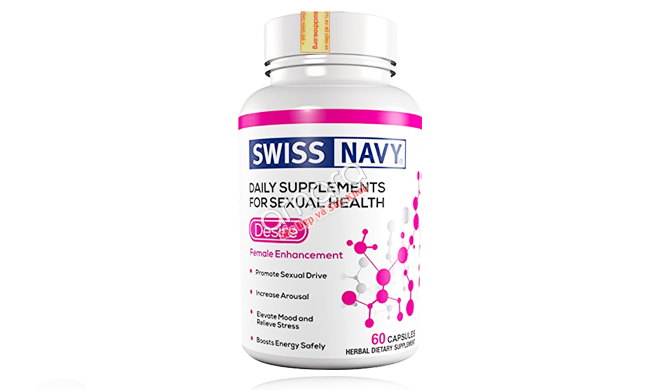 SWISS NAVY®
DAILY SUPPLEMENTS
FOR SEXUAL HEALTH
Desire
Female Enhancement
• Promote Sexual Drive
• Increase Arousal
• Elevate Mood and
Relieve Stress
• Boosts Energy Safely
60 CAPSULES
HERBAL DIETARY SUPPLEMENT